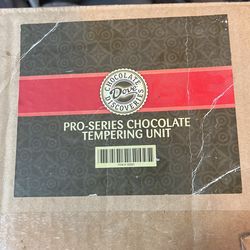 CHOCOLATE
Dove
DISCOVERIES
PRO-SERIES CHOCOLATE
TEMPERING UNIT